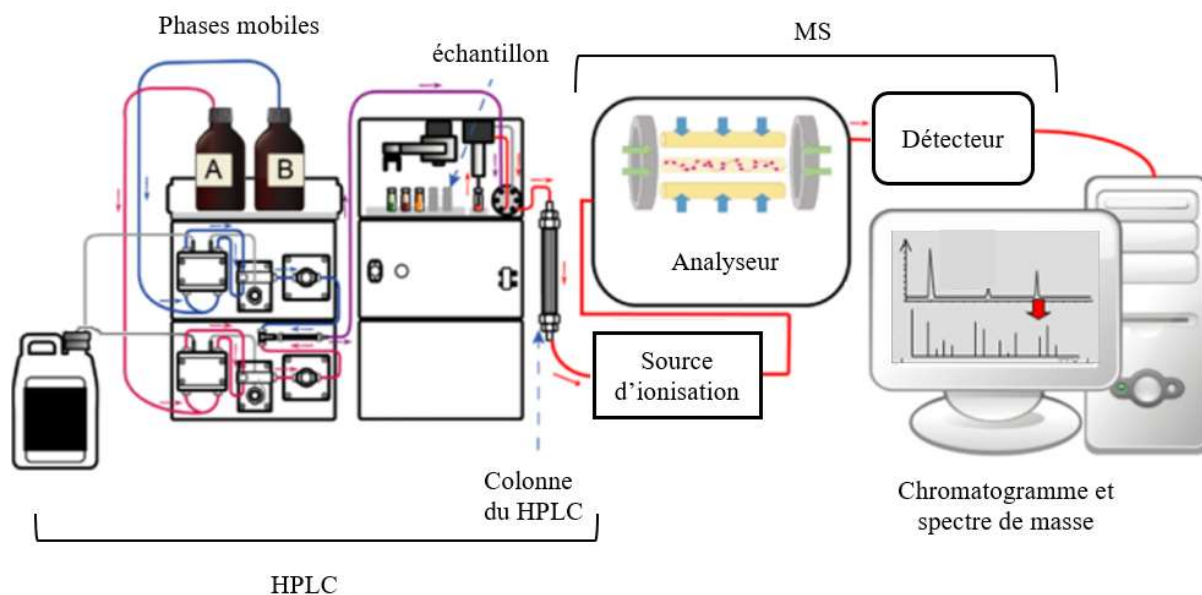 Phases mobiles
échantillon
MS
A
B
Détecteur
Analyseur
Source
d’ionisation
Colonne
du HPLC
Chromatogramme et
spectre de masse
HPLC